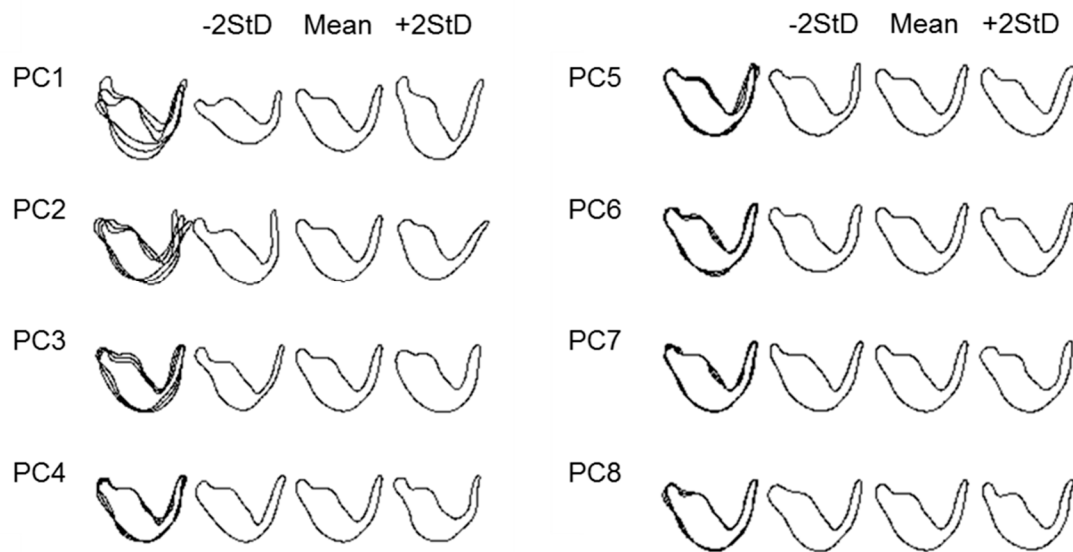 -2StD Mean +2StD
PC1
PC2
PC3
PC4
-2StD Mean +2StD
PC5
PC6
PC7
PC8